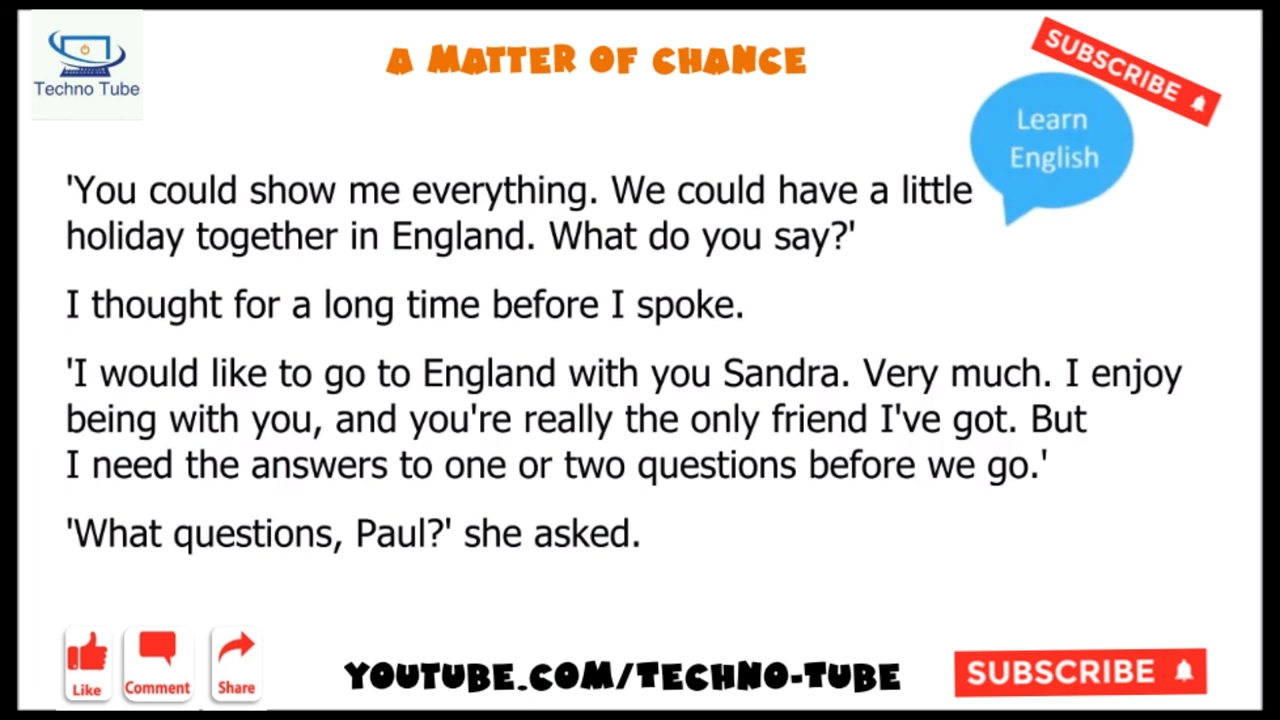 Techno Tube
A MATTER OF CHANCE
SUBSCRIBE
Learn
English
'You could show me everything. We could have a little
holiday together in England. What do you say?'
I thought for a long time before I spoke.
'I would like to go to England with you Sandra. Very much. I enjoy
being with you, and you're really the only friend I've got. But
I need the answers to one or two questions before we go.'
'What questions, Paul?' she asked.
Like
Comment
Share
YOUTUBE.COM/TECHNO-TUBE
SUBSCRIBE